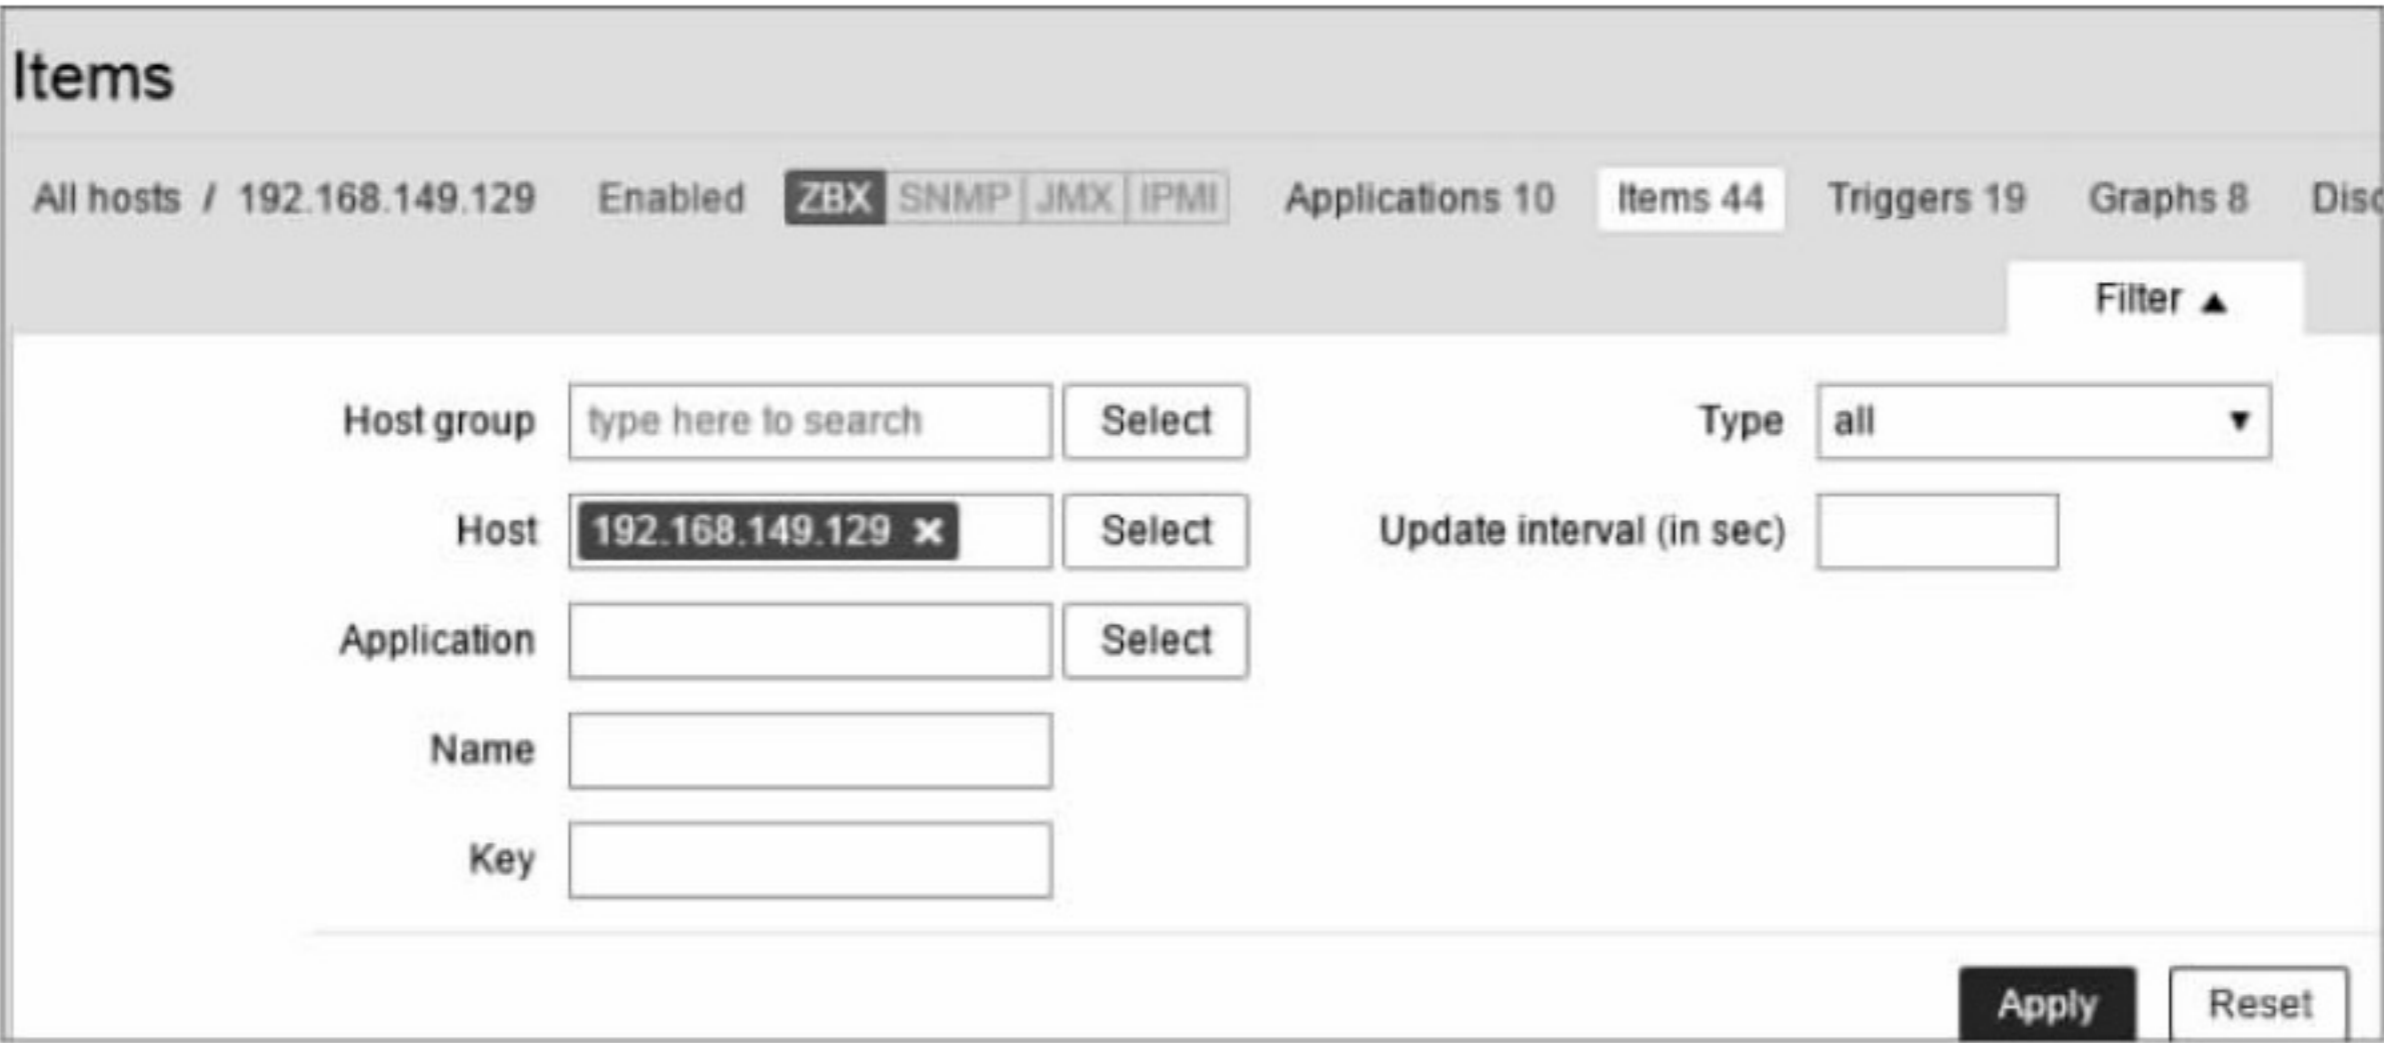 Items
All hosts / 192.168.149.129 Enabled ZBX SNMP JMX IPMI Applications 10 Items 44 Triggers 19 Graphs 8 Disc
Filter ▲
Host group type here to search Select Type all ▼
Host 192.168.149.129 × Select Update interval (in sec)
Application Select
Name
Key
Apply Reset